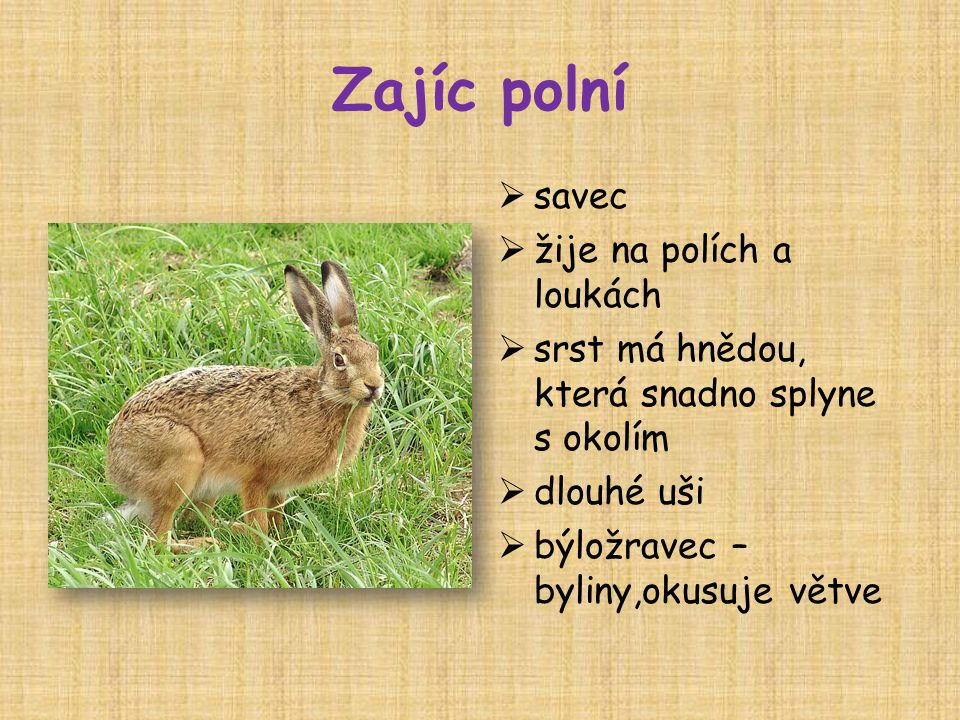 Zajíc polní
➢ savec
➢ žije na polích a
loukách
➢ srst má hnědou,
která snadno splyne
s okolím
➢ dlouhé uši
➢ býložravec –
byliny,okusuje větve